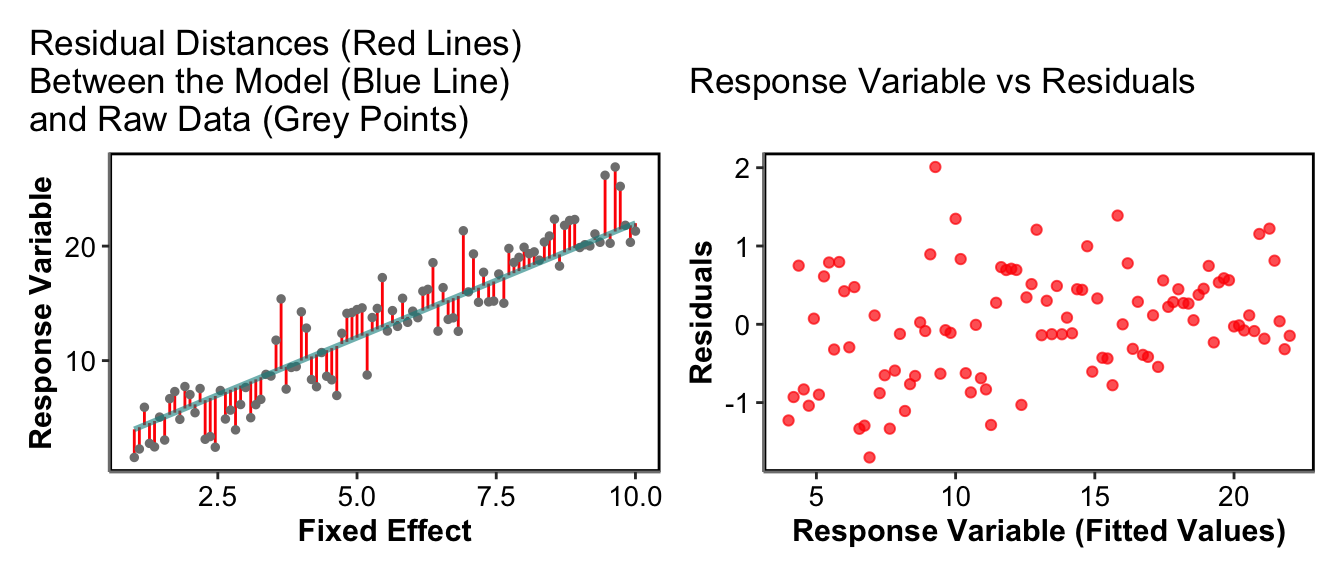 Residual Distances (Red Lines)
Between the Model (Blue Line)
and Raw Data (Grey Points)
Response Variable
20
10
2.5
5.0
7.5
10.0
Fixed Effect
Response Variable vs Residuals
Residuals
2
1
0
-1
5
10
15
20
Response Variable (Fitted Values)